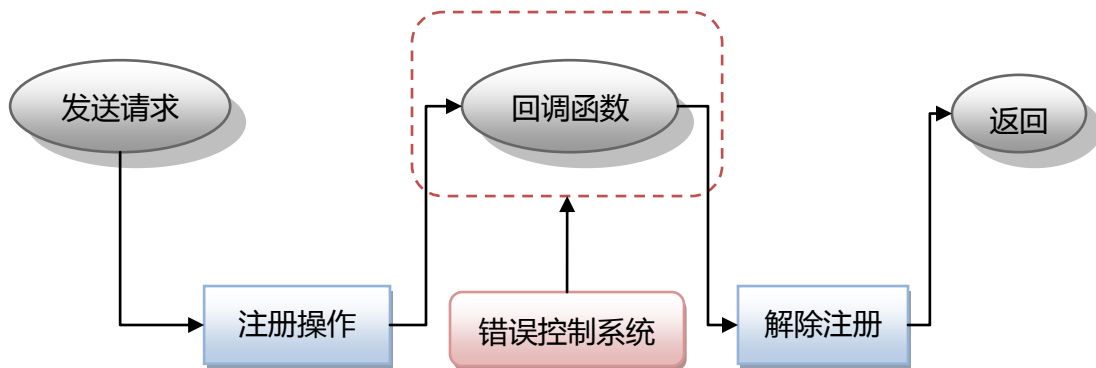 发送请求
回调函数
返回
注册操作
错误控制系统
解除注册